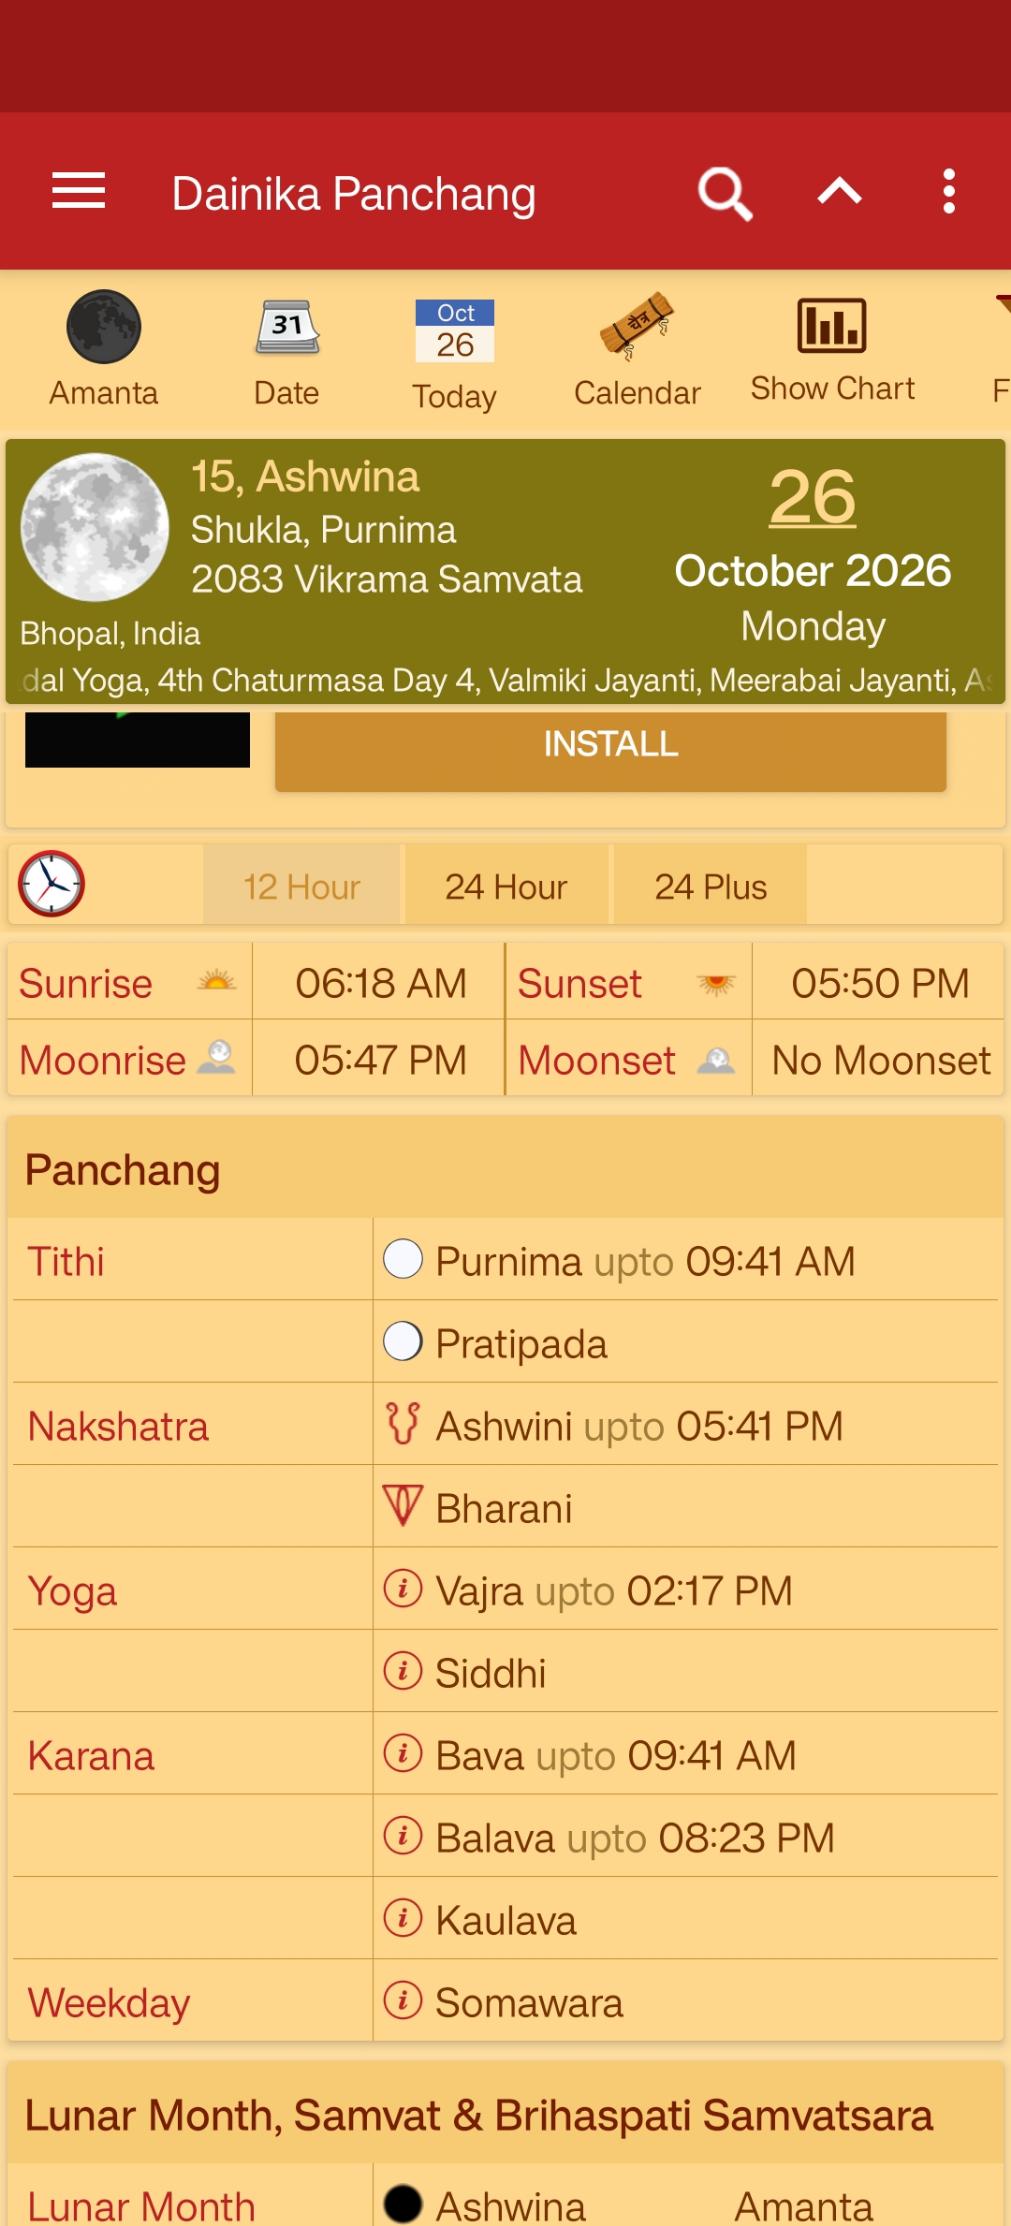 Dainika Panchang
Amanta
31
Date
Oct
26
Today
चैत्र
Calendar
Show Chart
F
15, Ashwina
Shukla, Purnima
2083 Vikrama Samvata
26
October 2026
Monday
Bhopal, India
dal Yoga, 4th Chaturmasa Day 4, Valmiki Jayanti, Meerabai Jayanti, As
INSTALL
12 Hour 24 Hour 24 Plus
Sunrise 06:18 AM Sunset 05:50 PM
Moonrise 05:47 PM Moonset No Moonset
Panchang
Tithi Purnima upto 09:41 AM
Pratipada
Nakshatra Ashwini upto 05:41 PM
Bharani
Yoga i Vajra upto 02:17 PM
i Siddhi
Karana i Bava upto 09:41 AM
i Balava upto 08:23 PM
i Kaulava
Weekday i Somawara
Lunar Month, Samvat & Brihaspati Samvatsara
Lunar Month Ashwina Amanta